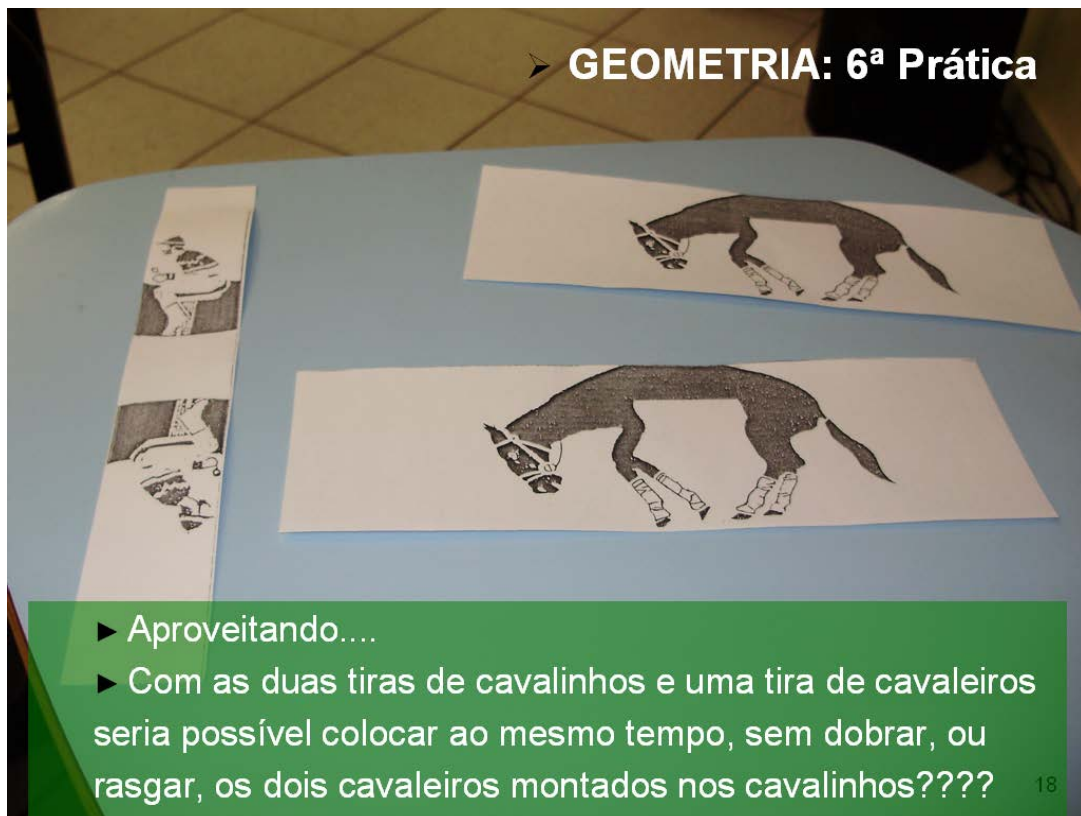 ➢ GEOMETRIA: 6ª Prática
► Aproveitando....
► Com as duas tiras de cavalinhos e uma tira de cavaleiros
seria possível colocar ao mesmo tempo, sem dobrar, ou
rasgar, os dois cavaleiros montados nos cavalinhos????
18